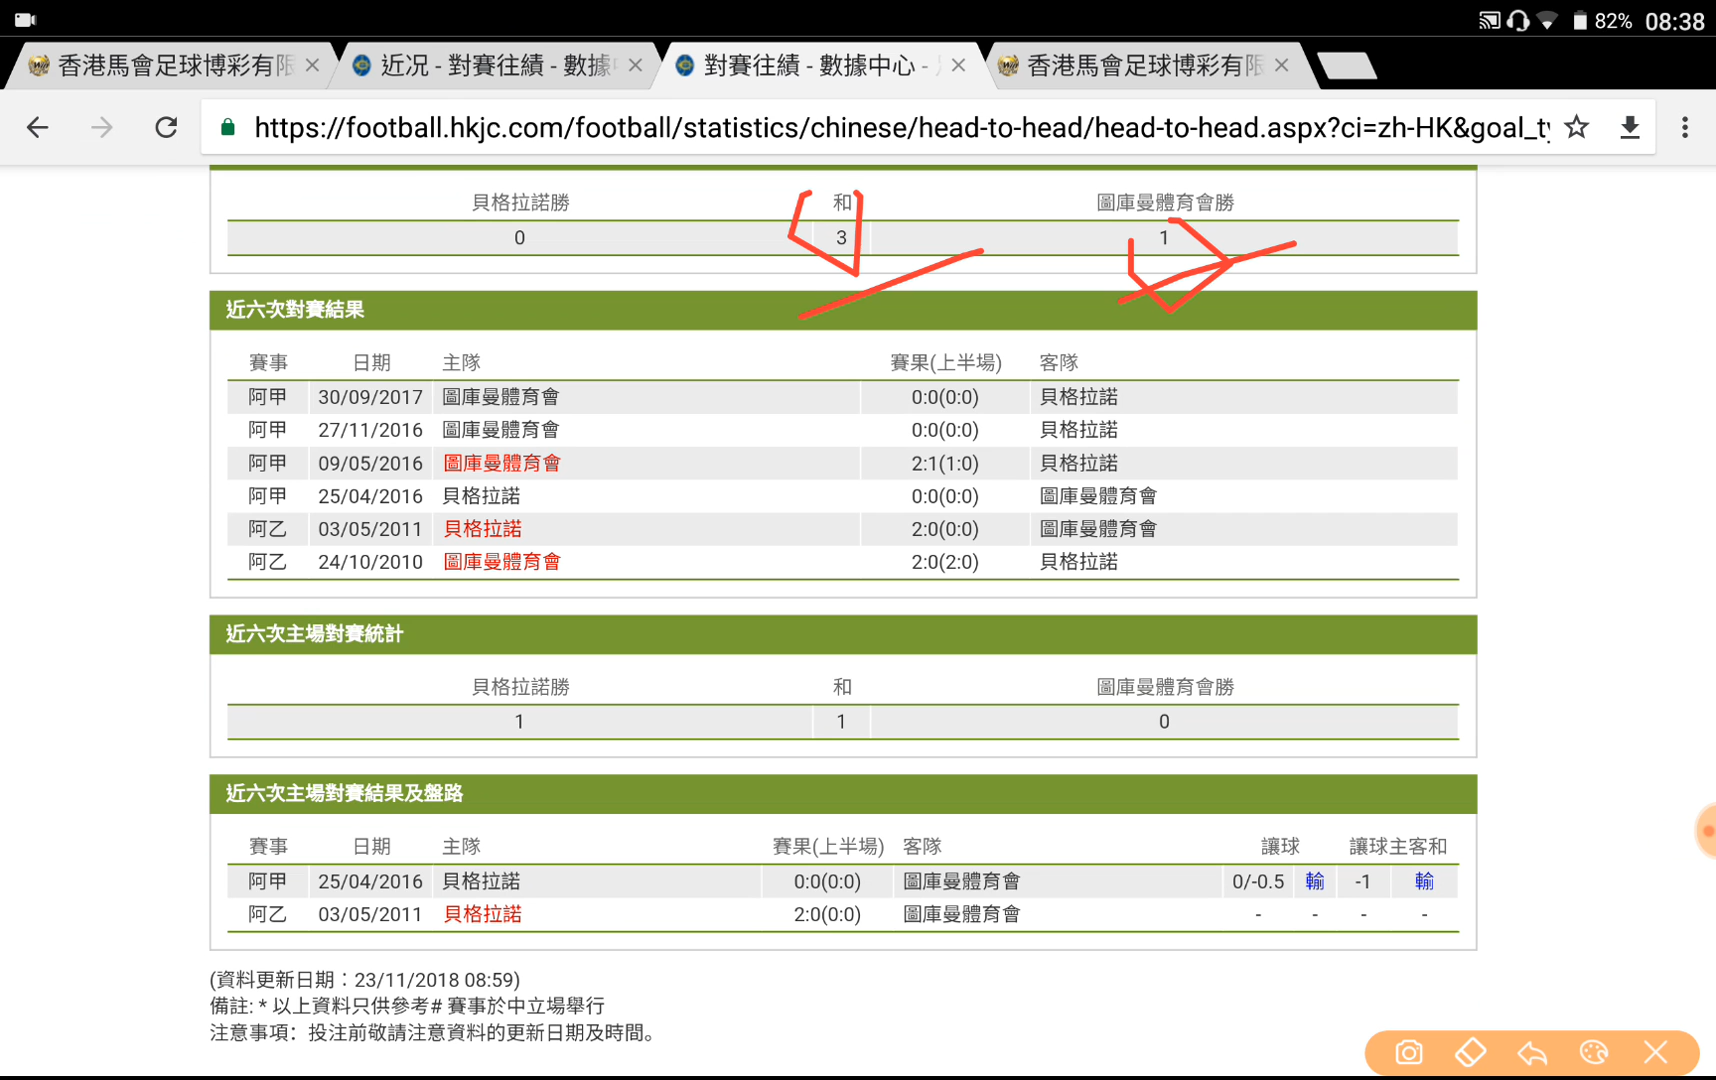 82% 08:38
香港馬會足球博彩有限
近況 - 對賽往績 - 數據中
對賽往績 - 數據中心 -
香港馬會足球博彩有限
https://football.hkjc.com/football/statistics/chinese/head-to-head/head-to-head.aspx?ci=zh-HK&goal_ty
貝格拉諾勝 和 圖庫曼體育會勝
0 3 1
近六次對賽結果
賽事 日期 主隊 賽果(上半場) 客隊
阿甲 30/09/2017 圖庫曼體育會 0:0(0:0) 貝格拉諾
阿甲 27/11/2016 圖庫曼體育會 0:0(0:0) 貝格拉諾
阿甲 09/05/2016 圖庫曼體育會 2:1(1:0) 貝格拉諾
阿甲 25/04/2016 貝格拉諾 0:0(0:0) 圖庫曼體育會
阿乙 03/05/2011 貝格拉諾 2:0(0:0) 圖庫曼體育會
阿乙 24/10/2010 圖庫曼體育會 2:0(2:0) 貝格拉諾
近六次主場對賽統計
貝格拉諾勝 和 圖庫曼體育會勝
1 1 0
近六次主場對賽結果及盤路
賽事 日期 主隊 賽果(上半場) 客隊 讓球 讓球主客和
阿甲 25/04/2016 貝格拉諾 0:0(0:0) 圖庫曼體育會 0/-0.5 輸 -1 輸
阿乙 03/05/2011 貝格拉諾 2:0(0:0) 圖庫曼體育會 - - - -
(資料更新日期：23/11/2018 08:59)
備註: * 以上資料只供參考# 賽事於中立場舉行
注意事項: 投注前敬請注意資料的更新日期及時間。